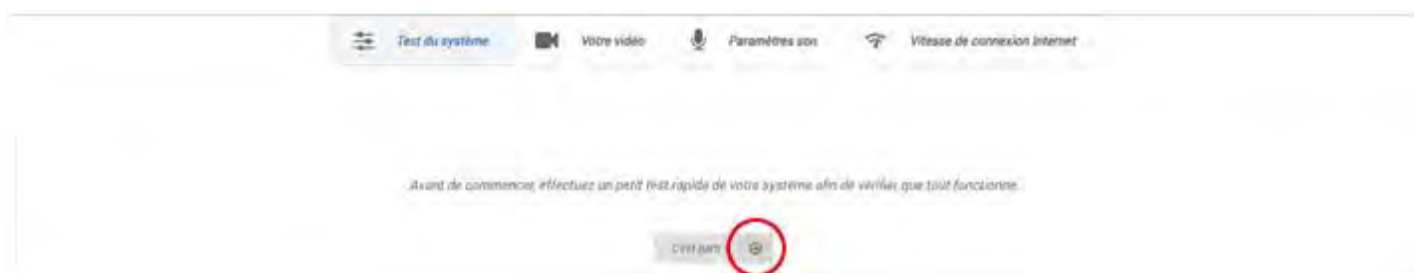 Test du système Votre vidéo Paramètres son Vitesse de connexion Internet
Avant de commencer, effectuez un petit test rapide de votre système afin de vérifier que tout fonctionne.
C'est parti